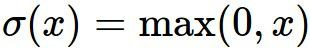 σ(x) = max(0, x)